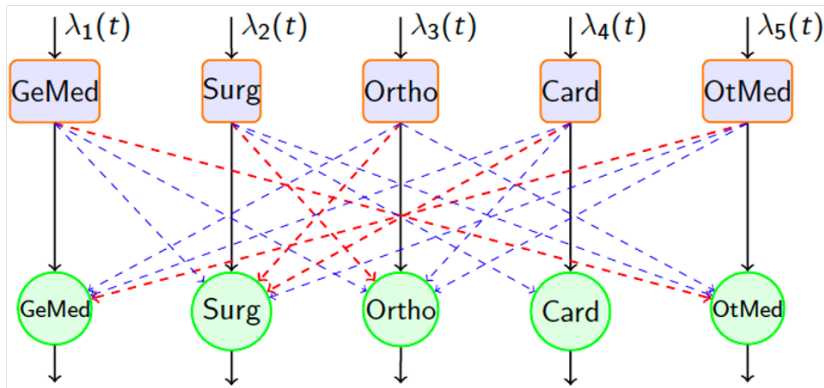 λ₁(t) λ₂(t) λ₃(t) λ₄(t) λ₅(t)
GeMed Surg Ortho Card OtMed
GeMed Surg Ortho Card OtMed